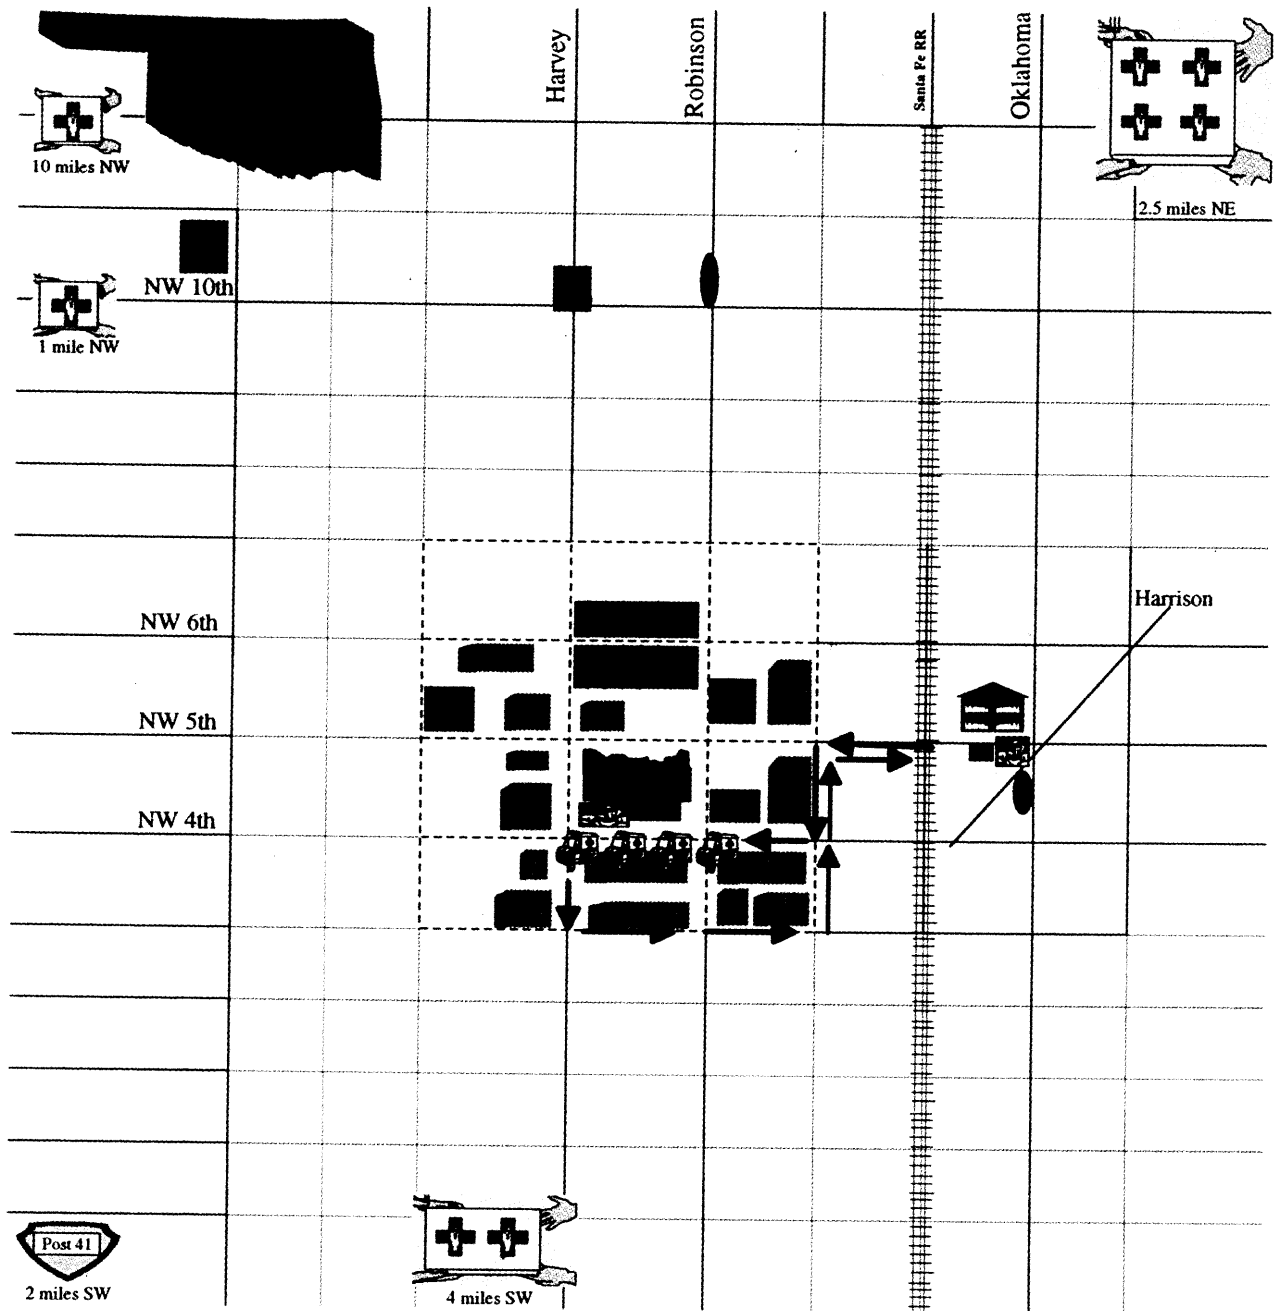 Harvey
Robinson
Santa Fe RR
Oklahoma
10 miles NW
2.5 miles NE
NW 10th
1 mile NW
Harrison
NW 6th
NW 5th
NW 4th
Post 41
2 miles SW
4 miles SW